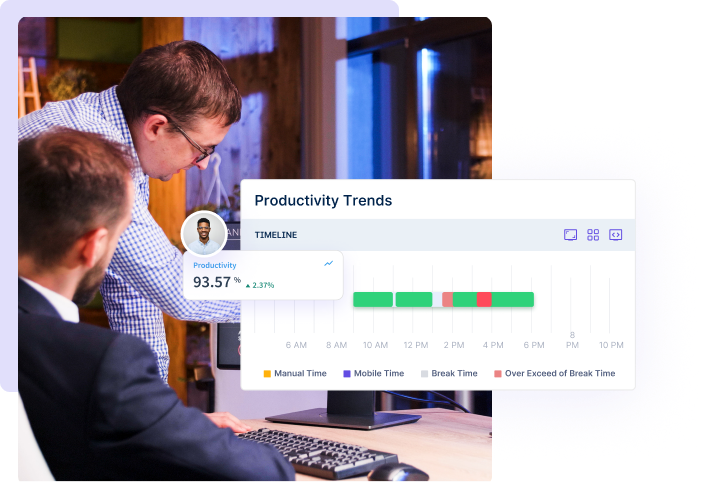 Productivity Trends
TIMELINE
Productivity
93.57 %
2.37%
6 AM 8 AM 10 AM 12 PM 2 PM 4 PM 6 PM 8 PM 10 PM
Manual Time Mobile Time Break Time Over Exceed of Break Time